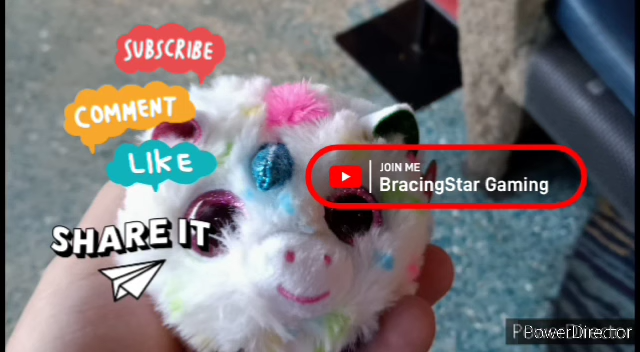 SUBSCRIBE
COMMENT
LIKE
SHARE IT
JOIN ME
BracingStar Gaming
PowerDirector